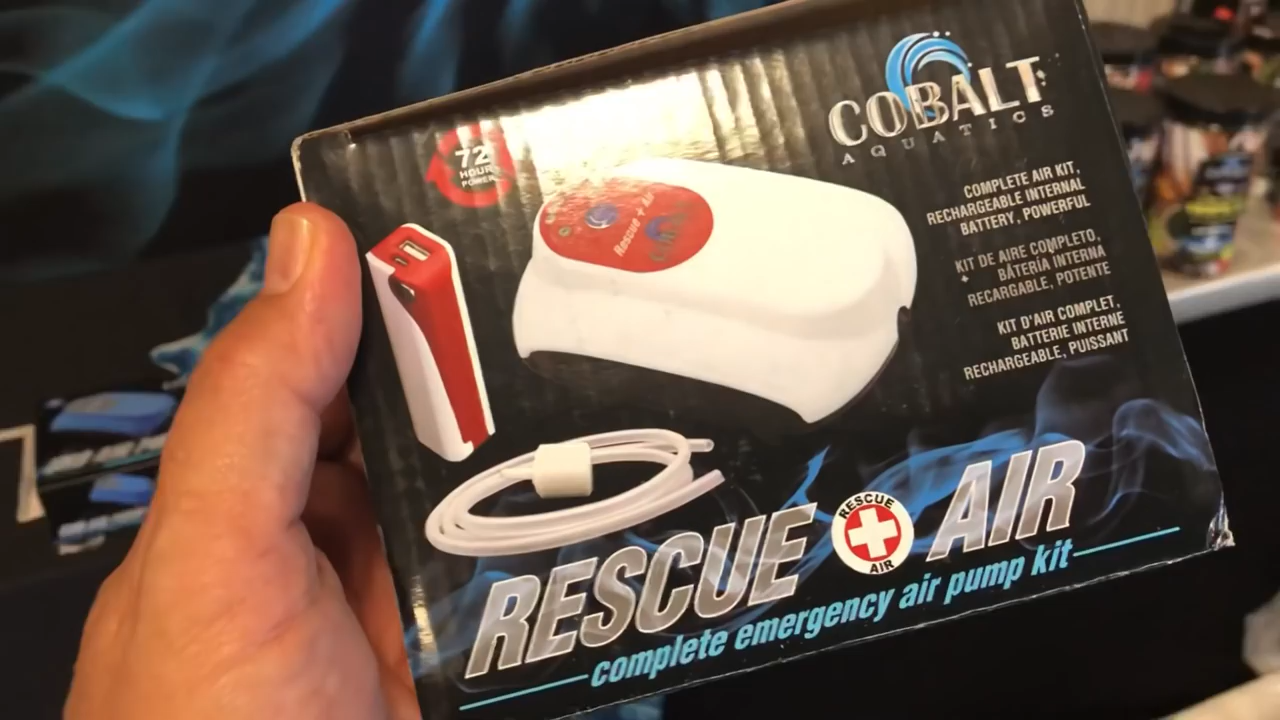 COBALT
AQUATICS
72
HOUR
POWER
Rescue + Air
COMPLETE AIR KIT,
RECHARGEABLE INTERNAL
BATTERY, POWERFUL
KIT DE AIRE COMPLETO,
BATERÍA INTERNA
RECARGABLE, POTENTE
KIT D'AIR COMPLET,
BATTERIE INTERNE
RECHARGEABLE, PUISSANT
RESCUE AIR
RESCUE
AIR
complete emergency air pump kit